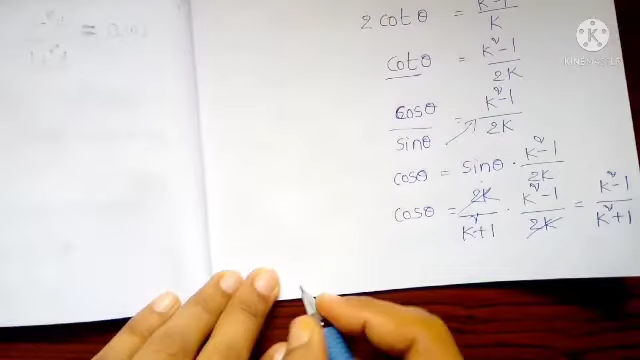 2 cotθ = k²-1/k
cotθ = k²-1/2k
cosθ/sinθ = k²-1/2k
cosθ = sinθ · k²-1/2k
cosθ = 2k/k²+1 · k²-1/2k = k²-1/k²+1
KINEMASTER